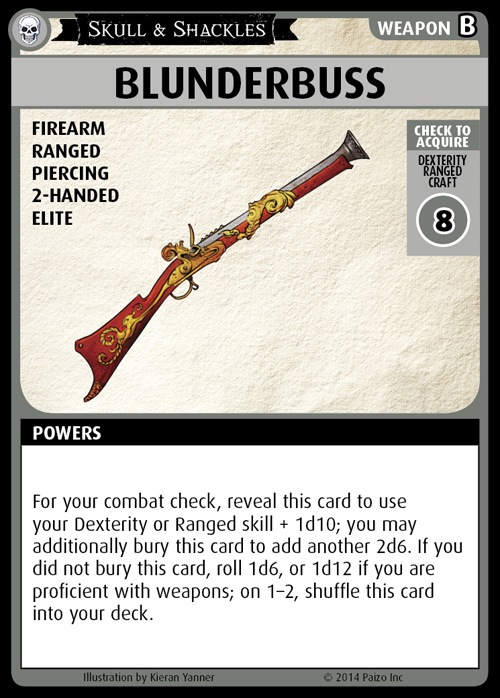 SKULL & SHACKLES
WEAPON B
BLUNDERBUSS
FIREARM
RANGED
PIERCING
2-HANDED
ELITE
CHECK TO
ACQUIRE
DEXTERITY
RANGED
CRAFT
8
POWERS
For your combat check, reveal this card to use
your Dexterity or Ranged skill + 1d10; you may
additionally bury this card to add another 2d6. If you
did not bury this card, roll 1d6, or 1d12 if you are
proficient with weapons; on 1–2, shuffle this card
into your deck.
Illustration by Kieran Yanner
© 2014 Paizo Inc